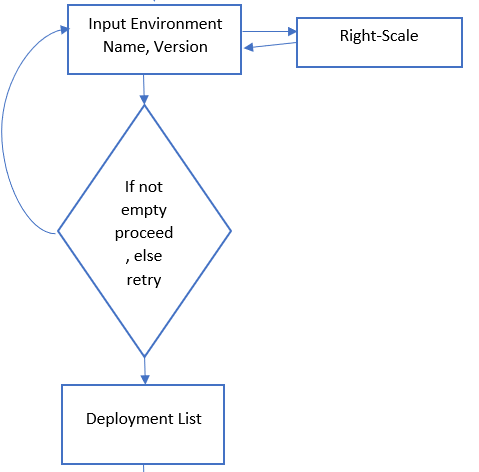 Input Environment
Name, Version
Right-Scale
If not
empty
proceed
, else
retry
Deployment List